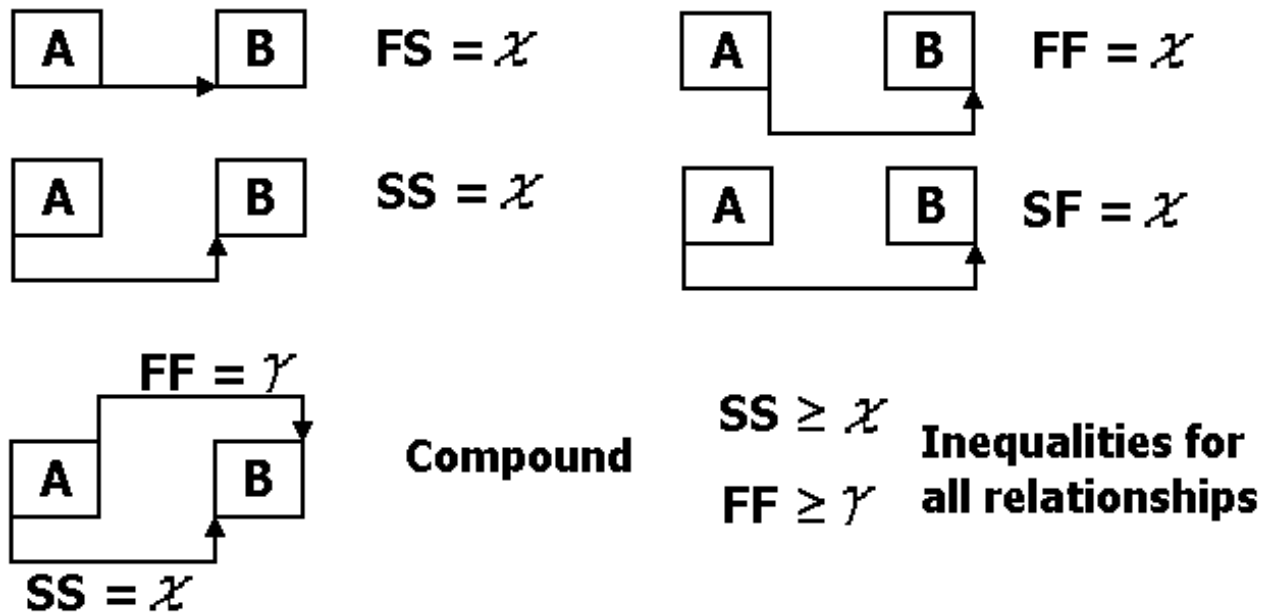 A B FS = x
A B FF = x
A B SS = x
A B SF = x
FF = γ
A B
SS = x
Compound
SS ≥ x
FF ≥ γ
Inequalities for
all relationships